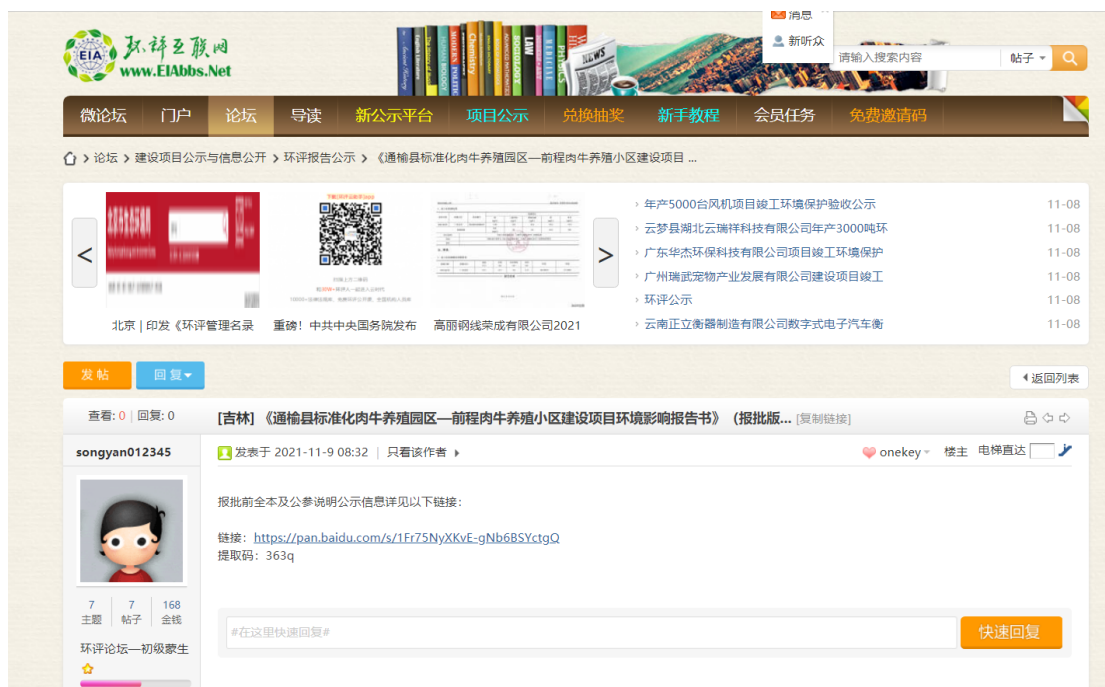 消息
新听众
EIA
环评互联网
www.EIAbbs.Net
请输入搜索内容
帖子
微论坛 门户 论坛 导读 新公示平台 项目公示 兑换抽奖 新手教程 会员任务 免费邀请码
论坛 › 建设项目公示与信息公开 › 环评报告公示 › 《通榆县标准化肉牛养殖园区—前程肉牛养殖小区建设项目 ...
北京 | 印发《环评管理名录
重磅！中共中央国务院发布
高丽钢线荣成有限公司2021
年产5000台风机项目竣工环境保护验收公示 11-08
云梦县湖北云瑞祥科技有限公司年产3000吨环 11-08
广东华杰环保科技有限公司项目竣工环境保护 11-08
广州瑞武宠物产业发展有限公司建设项目竣工 11-08
环评公示 11-08
云南正立衡器制造有限公司数字式电子汽车衡 11-08
发帖 回复
返回列表
查看: 0 | 回复: 0
[吉林] 《通榆县标准化肉牛养殖园区—前程肉牛养殖小区建设项目环境影响报告书》（报批版... [复制链接]
songyan012345
发表于 2021-11-9 08:32 | 只看该作者
onekey 楼主 电梯直达
报批前全本及公参说明公示信息详见以下链接：
链接：https://pan.baidu.com/s/1Fr75NyXKvE-gNb6BSYctgQ
提取码：363q
7 7 168
主题 帖子 金钱
环评论坛—初级蒙生
#在这里快速回复#
快速回复